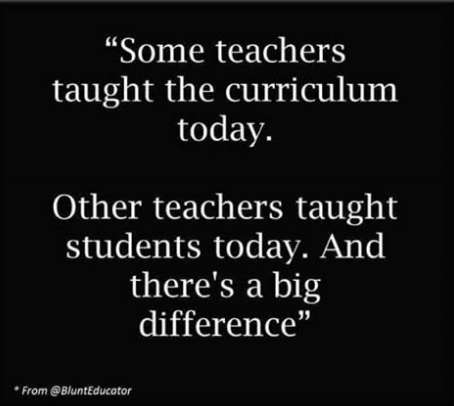 “Some teachers
taught the curriculum
today.
Other teachers taught
students today. And
there's a big
difference”
* From @BluntEducator